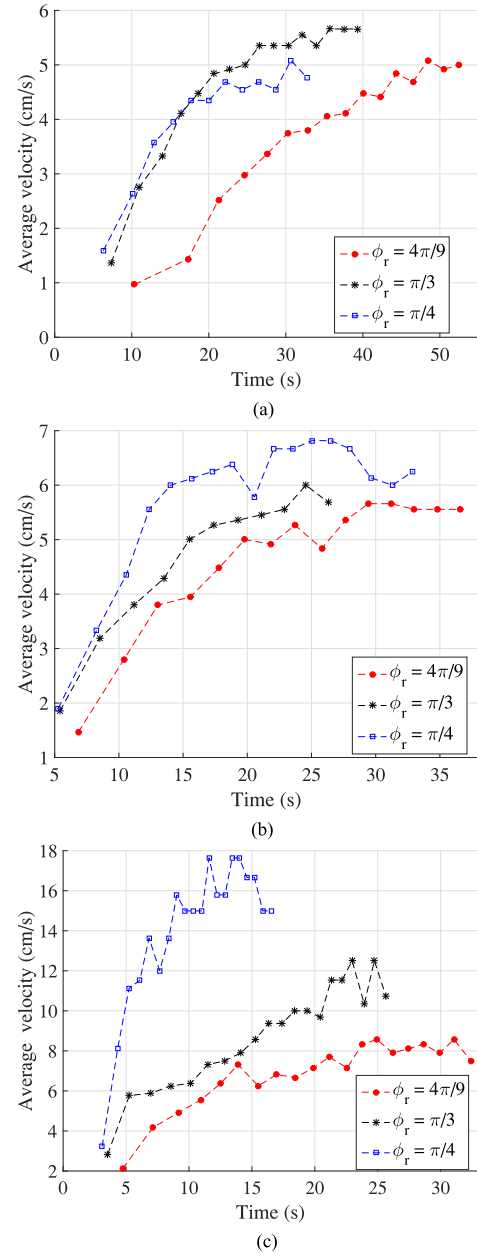 6
5
4
3
2
1
0
Average velocity (cm/s)
ϕr = 4π/9
ϕr = π/3
ϕr = π/4
0 10 20 30 40 50
Time (s)
(a)
7
6
5
4
3
2
1
Average velocity (cm/s)
ϕr = 4π/9
ϕr = π/3
ϕr = π/4
5 10 15 20 25 30 35
Time (s)
(b)
18
16
14
12
10
8
6
4
2
Average velocity (cm/s)
ϕr = 4π/9
ϕr = π/3
ϕr = π/4
0 5 10 15 20 25 30
Time (s)
(c)